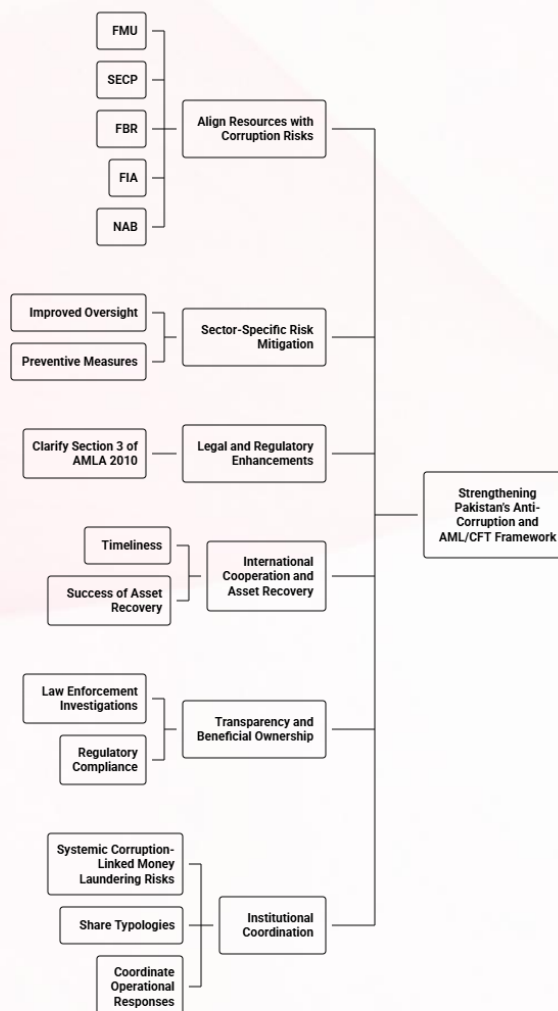 FMU
SECP
FBR
FIA
NAB
Align Resources with
Corruption Risks
Improved Oversight
Preventive Measures
Sector-Specific Risk
Mitigation
Clarify Section 3 of
AMLA 2010
Legal and Regulatory
Enhancements
Timeliness
Success of Asset
Recovery
International
Cooperation and
Asset Recovery
Law Enforcement
Investigations
Regulatory
Compliance
Transparency and
Beneficial Ownership
Systemic Corruption-
Linked Money
Laundering Risks
Share Typologies
Coordinate
Operational
Responses
Institutional
Coordination
Strengthening
Pakistan's Anti-
Corruption and
AML/CFT Framework